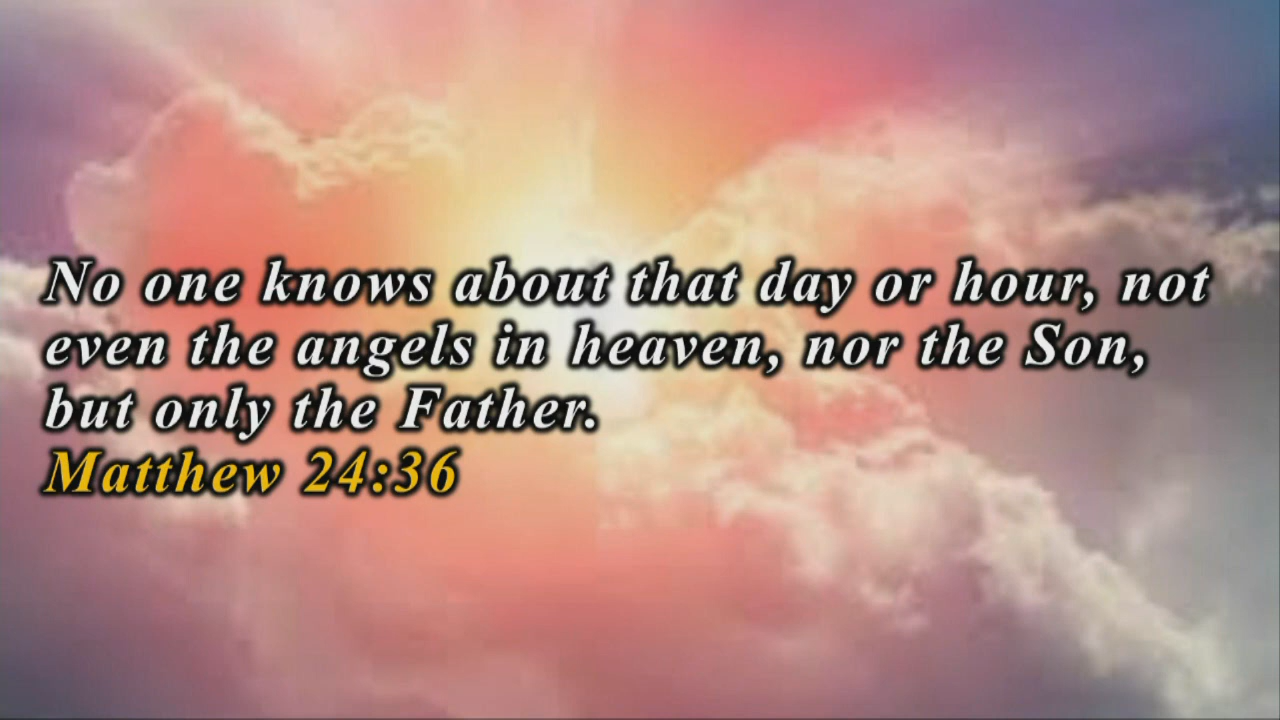 No one knows about that day or hour, not
even the angels in heaven, nor the Son,
but only the Father.
Matthew 24:36